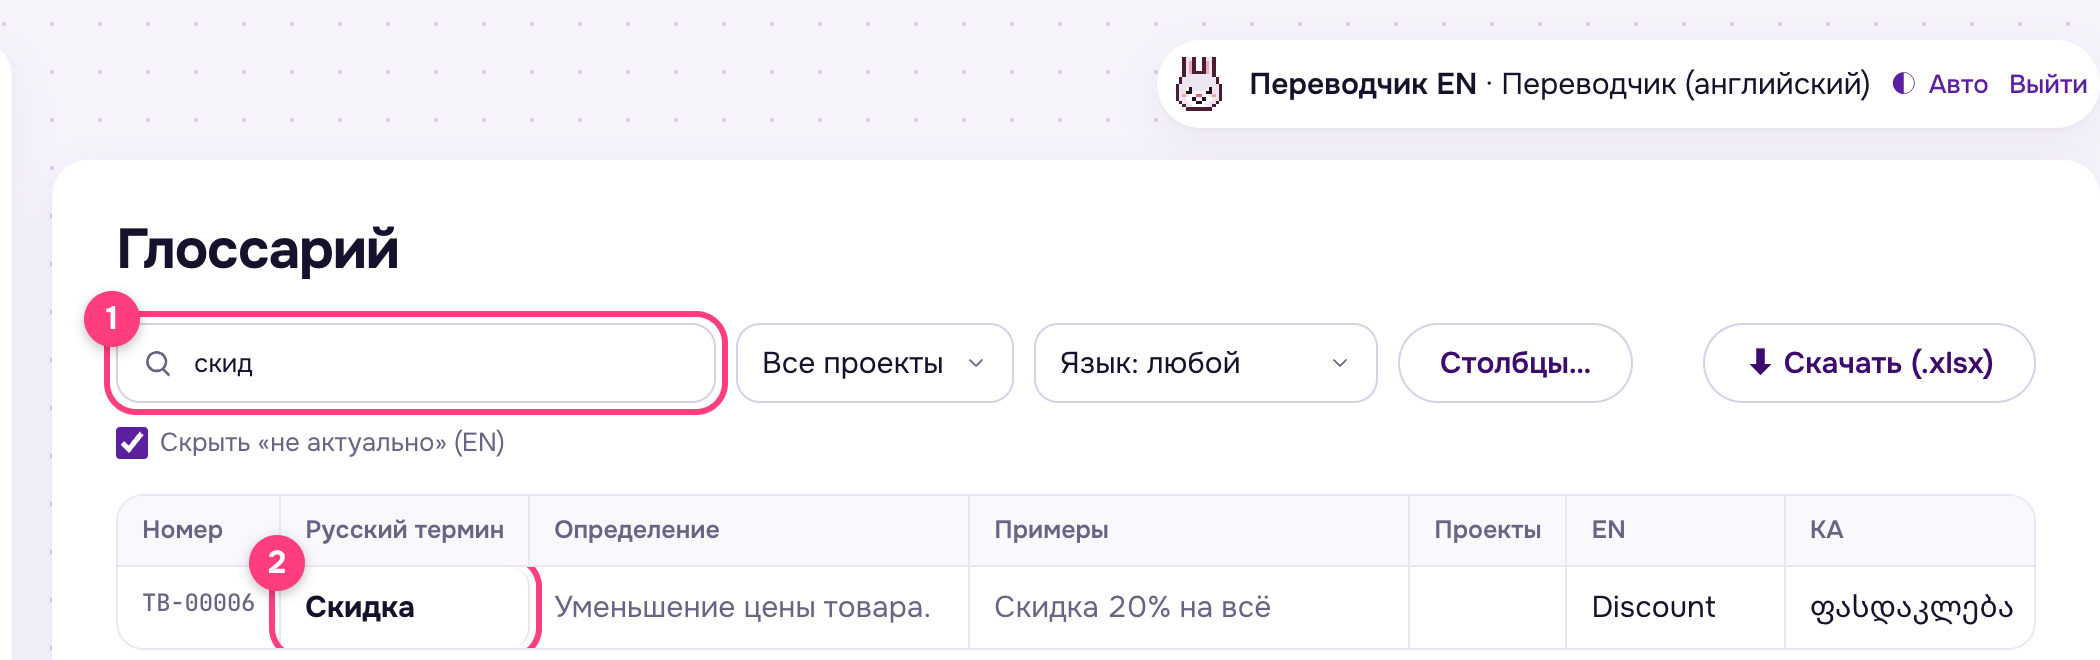 Переводчик EN · Переводчик (английский) Авто Выйти
Глоссарий
1
скид Все проекты Язык: любой Столбцы... Скачать (.xlsx)
Скрыть «не актуально» (EN)
Номер Русский термин Определение Примеры Проекты EN KA
2
TB-00006 Скидка Уменьшение цены товара. Скидка 20% на всё Discount ფასდაკლება